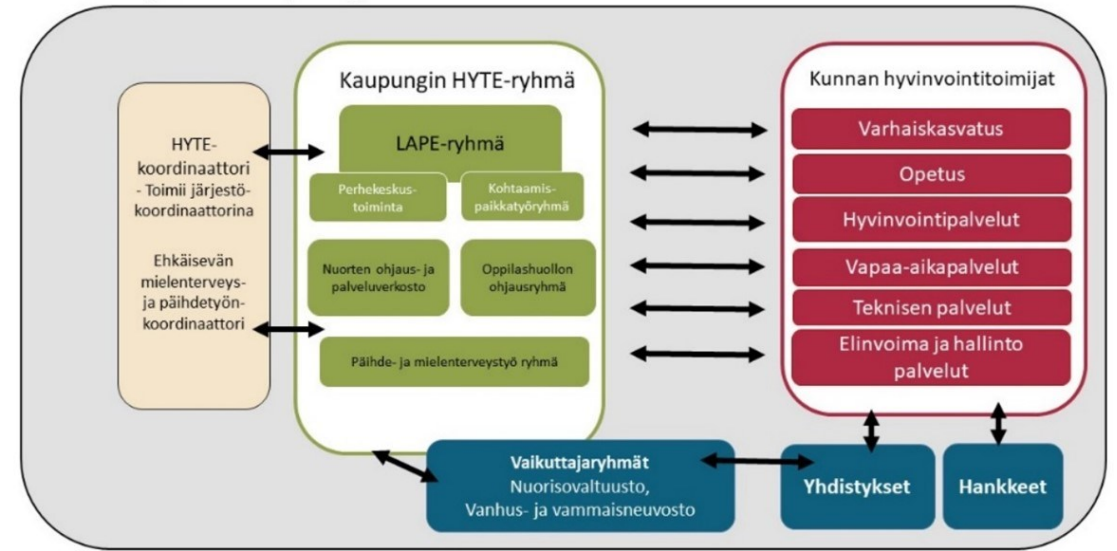 HYTE-
koordinaattori
- Toimii järjestö-
koordinaattorina
Ehkäisevän
mielenterveys-
ja päihdetyön-
koordinaattori
Kaupungin HYTE-ryhmä
LAPE-ryhmä
Perhekeskus-
toiminta
Kohtaamis-
paikkatyöryhmä
Nuorten ohjaus- ja
palveluverkosto
Oppilashuollon
ohjausryhmä
Päihde- ja mielenterveystyö ryhmä
Kunnan hyvinvointitoimijat
Varhaiskasvatus
Opetus
Hyvinvointipalvelut
Vapaa-aikapalvelut
Teknisen palvelut
Elinvoima ja hallinto
palvelut
Vaikuttajaryhmät
Nuorisovaltuusto,
Vanhus- ja vammaisneuvosto
Yhdistykset
Hankkeet